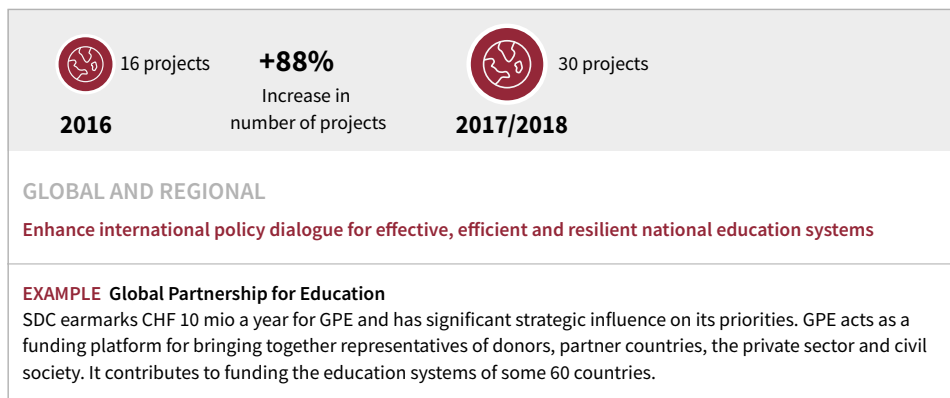 16 projects
+88%
30 projects
Increase in
number of projects
2016
2017/2018
GLOBAL AND REGIONAL
Enhance international policy dialogue for effective, efficient and resilient national education systems
EXAMPLE Global Partnership for Education
SDC earmarks CHF 10 mio a year for GPE and has significant strategic influence on its priorities. GPE acts as a
funding platform for bringing together representatives of donors, partner countries, the private sector and civil
society. It contributes to funding the education systems of some 60 countries.